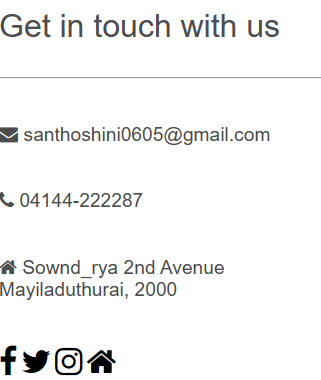 Get in touch with us
santhoshini0605@gmail.com
04144-222287
Sownd_rya 2nd Avenue
Mayiladuthurai, 2000